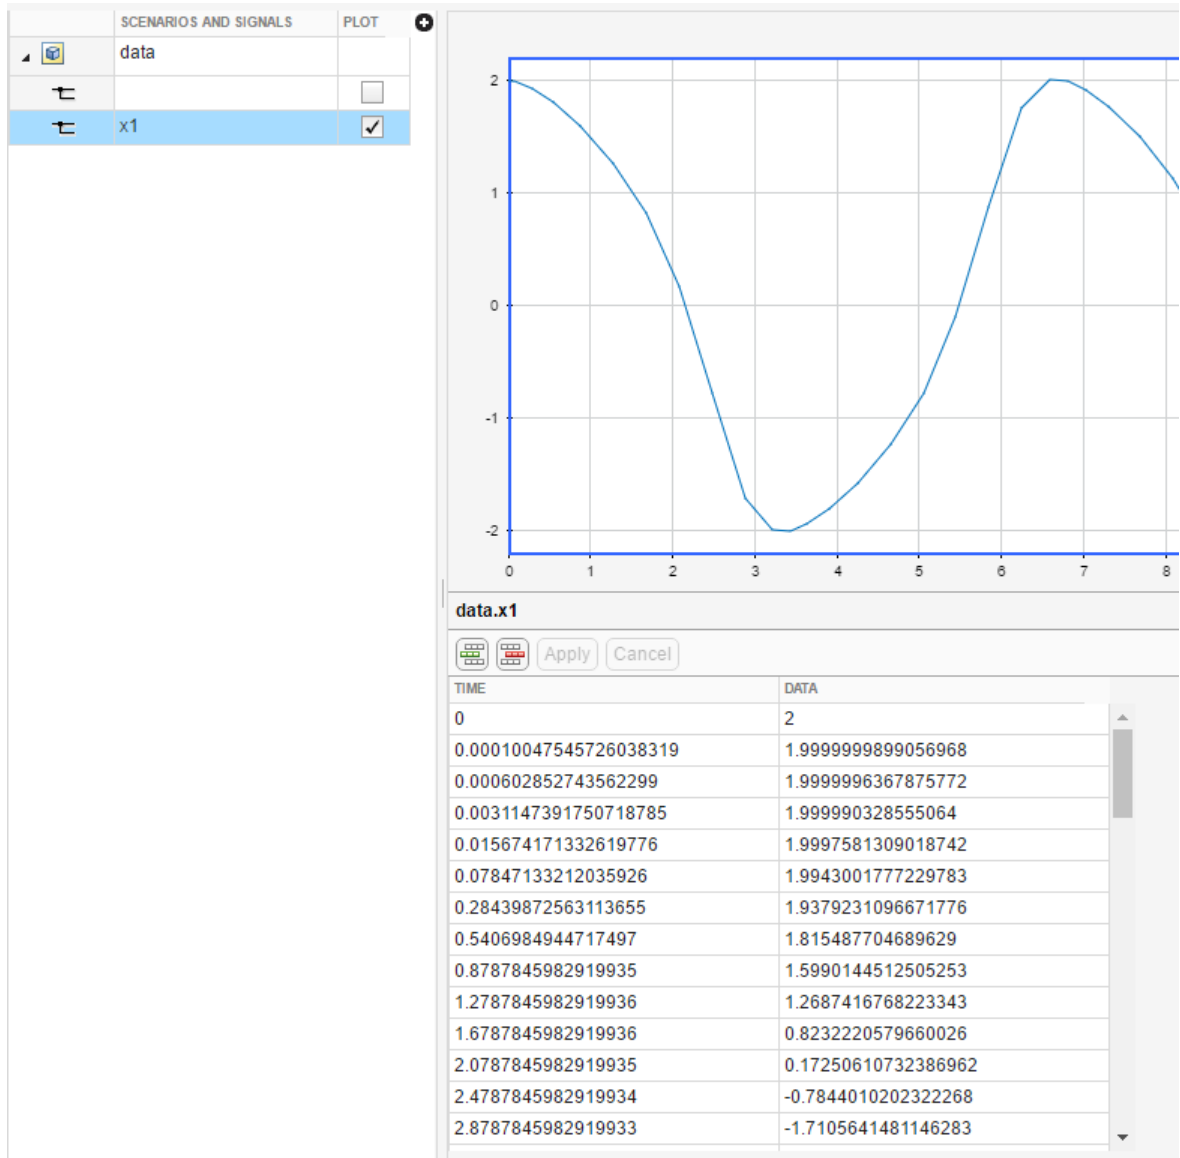 SCENARIOS AND SIGNALS PLOT
data
x1
2
1
0
-1
-2
0 1 2 3 4 5 6 7 8
data.x1
Apply Cancel
TIME DATA
0 2
0.00010047545726038319 1.9999999899056968
0.000602852743562299 1.9999996367875772
0.0031147391750718785 1.999990328555064
0.015674171332619776 1.9997581309018742
0.07847133212035926 1.9943001777229783
0.28439872563113655 1.9379231096671776
0.5406984944717497 1.815487704689629
0.8787845982919935 1.5990144512505253
1.2787845982919936 1.2687416768223343
1.6787845982919936 0.8232220579660026
2.0787845982919935 0.17250610732386962
2.4787845982919934 -0.7844010202322268
2.8787845982919933 -1.7105641481146283